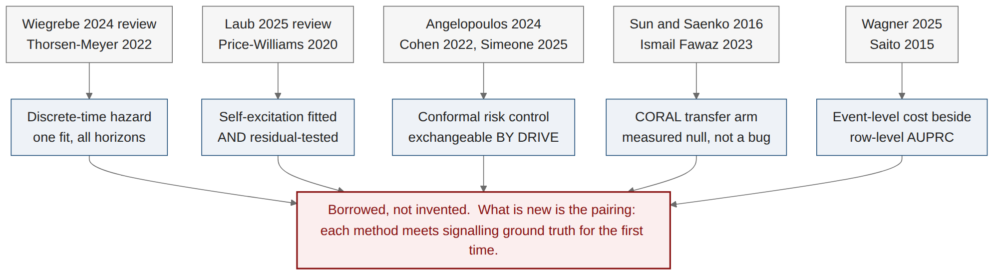 Wiegrebe 2024 review
Thorsen-Meyer 2022
Laub 2025 review
Price-Williams 2020
Angelopoulos 2024
Cohen 2022, Simeone 2025
Sun and Saenko 2016
Ismail Fawaz 2023
Wagner 2025
Saito 2015
Discrete-time hazard
one fit, all horizons
Self-excitation fitted
AND residual-tested
Conformal risk control
exchangeable BY DRIVE
CORAL transfer arm
measured null, not a bug
Event-level cost beside
row-level AUPRC
Borrowed, not invented.  What is new is the pairing:
each method meets signalling ground truth for the first
time.